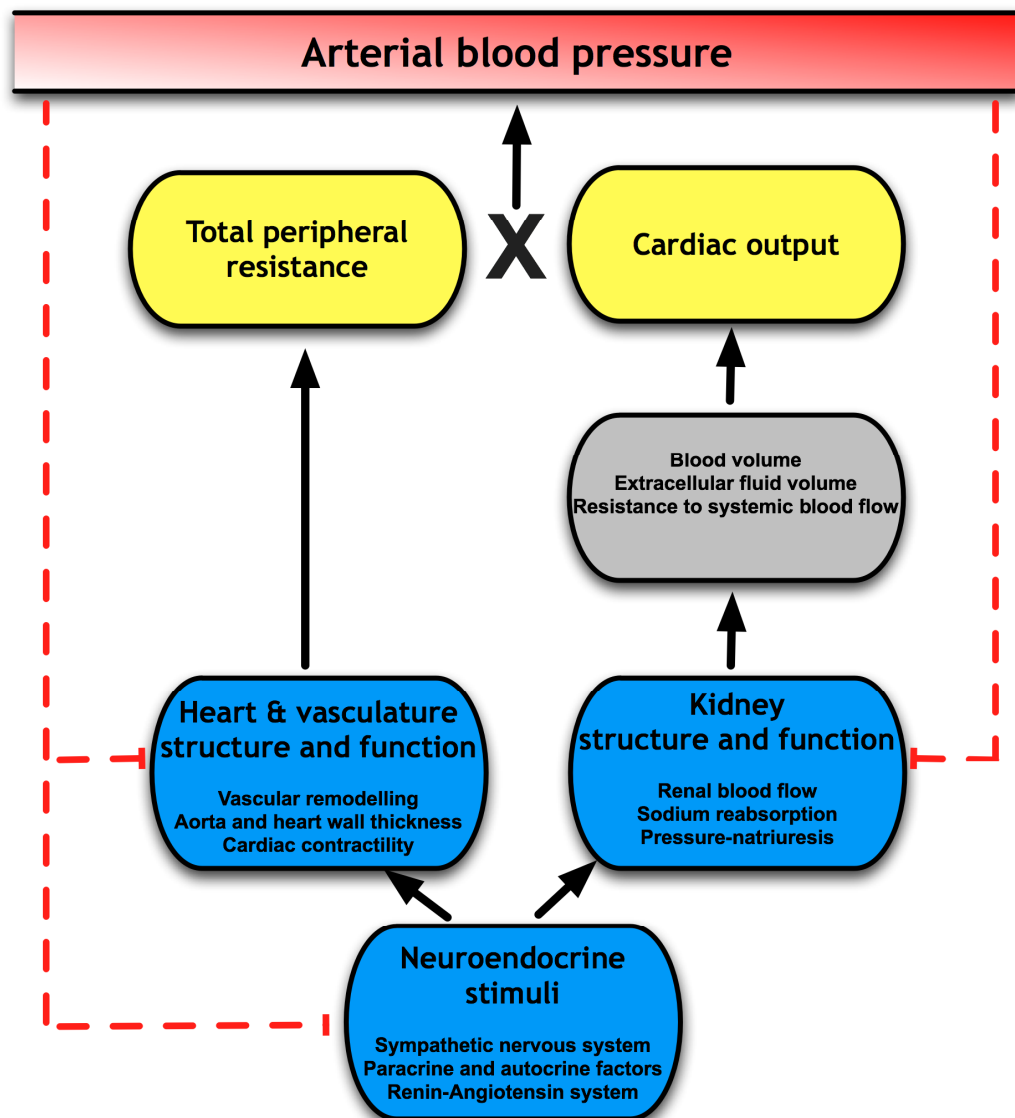 Arterial blood pressure
Total peripheral
resistance
X
Cardiac output
Blood volume
Extracellular fluid volume
Resistance to systemic blood flow
Heart & vasculature
structure and function
Vascular remodelling
Aorta and heart wall thickness
Cardiac contractility
Kidney
structure and function
Renal blood flow
Sodium reabsorption
Pressure-natriuresis
Neuroendocrine
stimuli
Sympathetic nervous system
Paracrine and autocrine factors
Renin-Angiotensin system